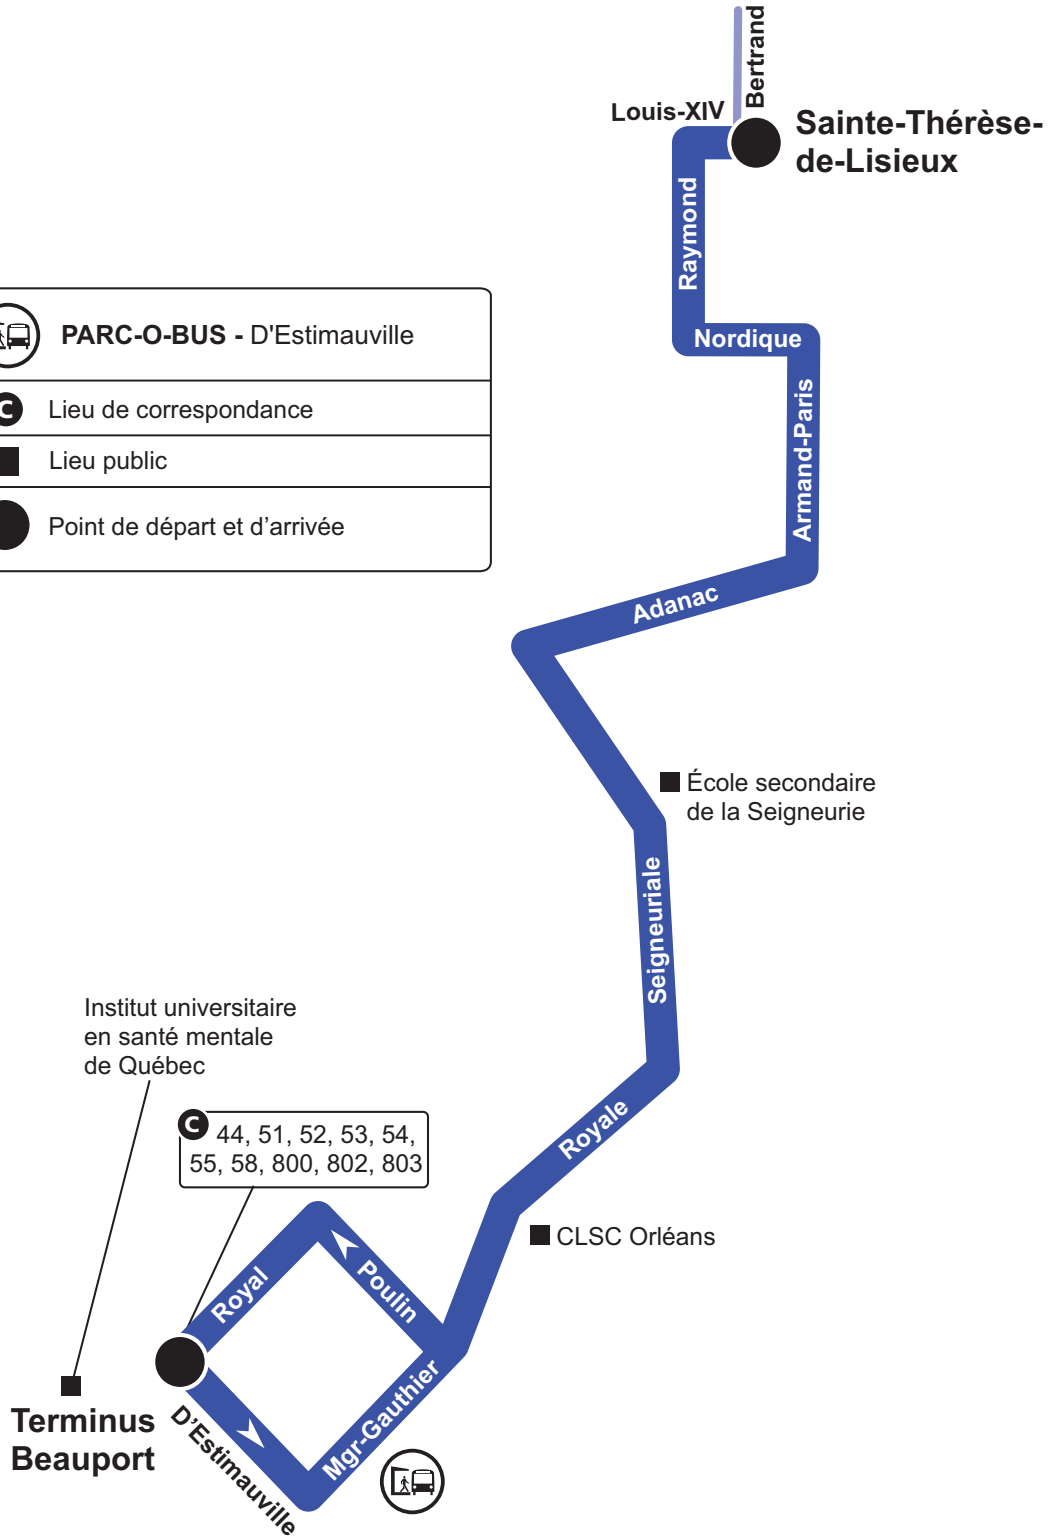 Bertrand
Louis-XIV
Sainte-Thérèse-
de-Lisieux
Raymond
Nordique
PARC-O-BUS - D'Estimauville
C Lieu de correspondance
Lieu public
Point de départ et d’arrivée
Armand-Paris
Adanac
École secondaire
de la Seigneurie
Seigneuriale
Institut universitaire
en santé mentale
de Québec
C 44, 51, 52, 53, 54,
55, 58, 800, 802, 803
Royale
CLSC Orléans
Poulin
Royal
Mgr-Gauthier
D’Estimauville
Terminus
Beauport